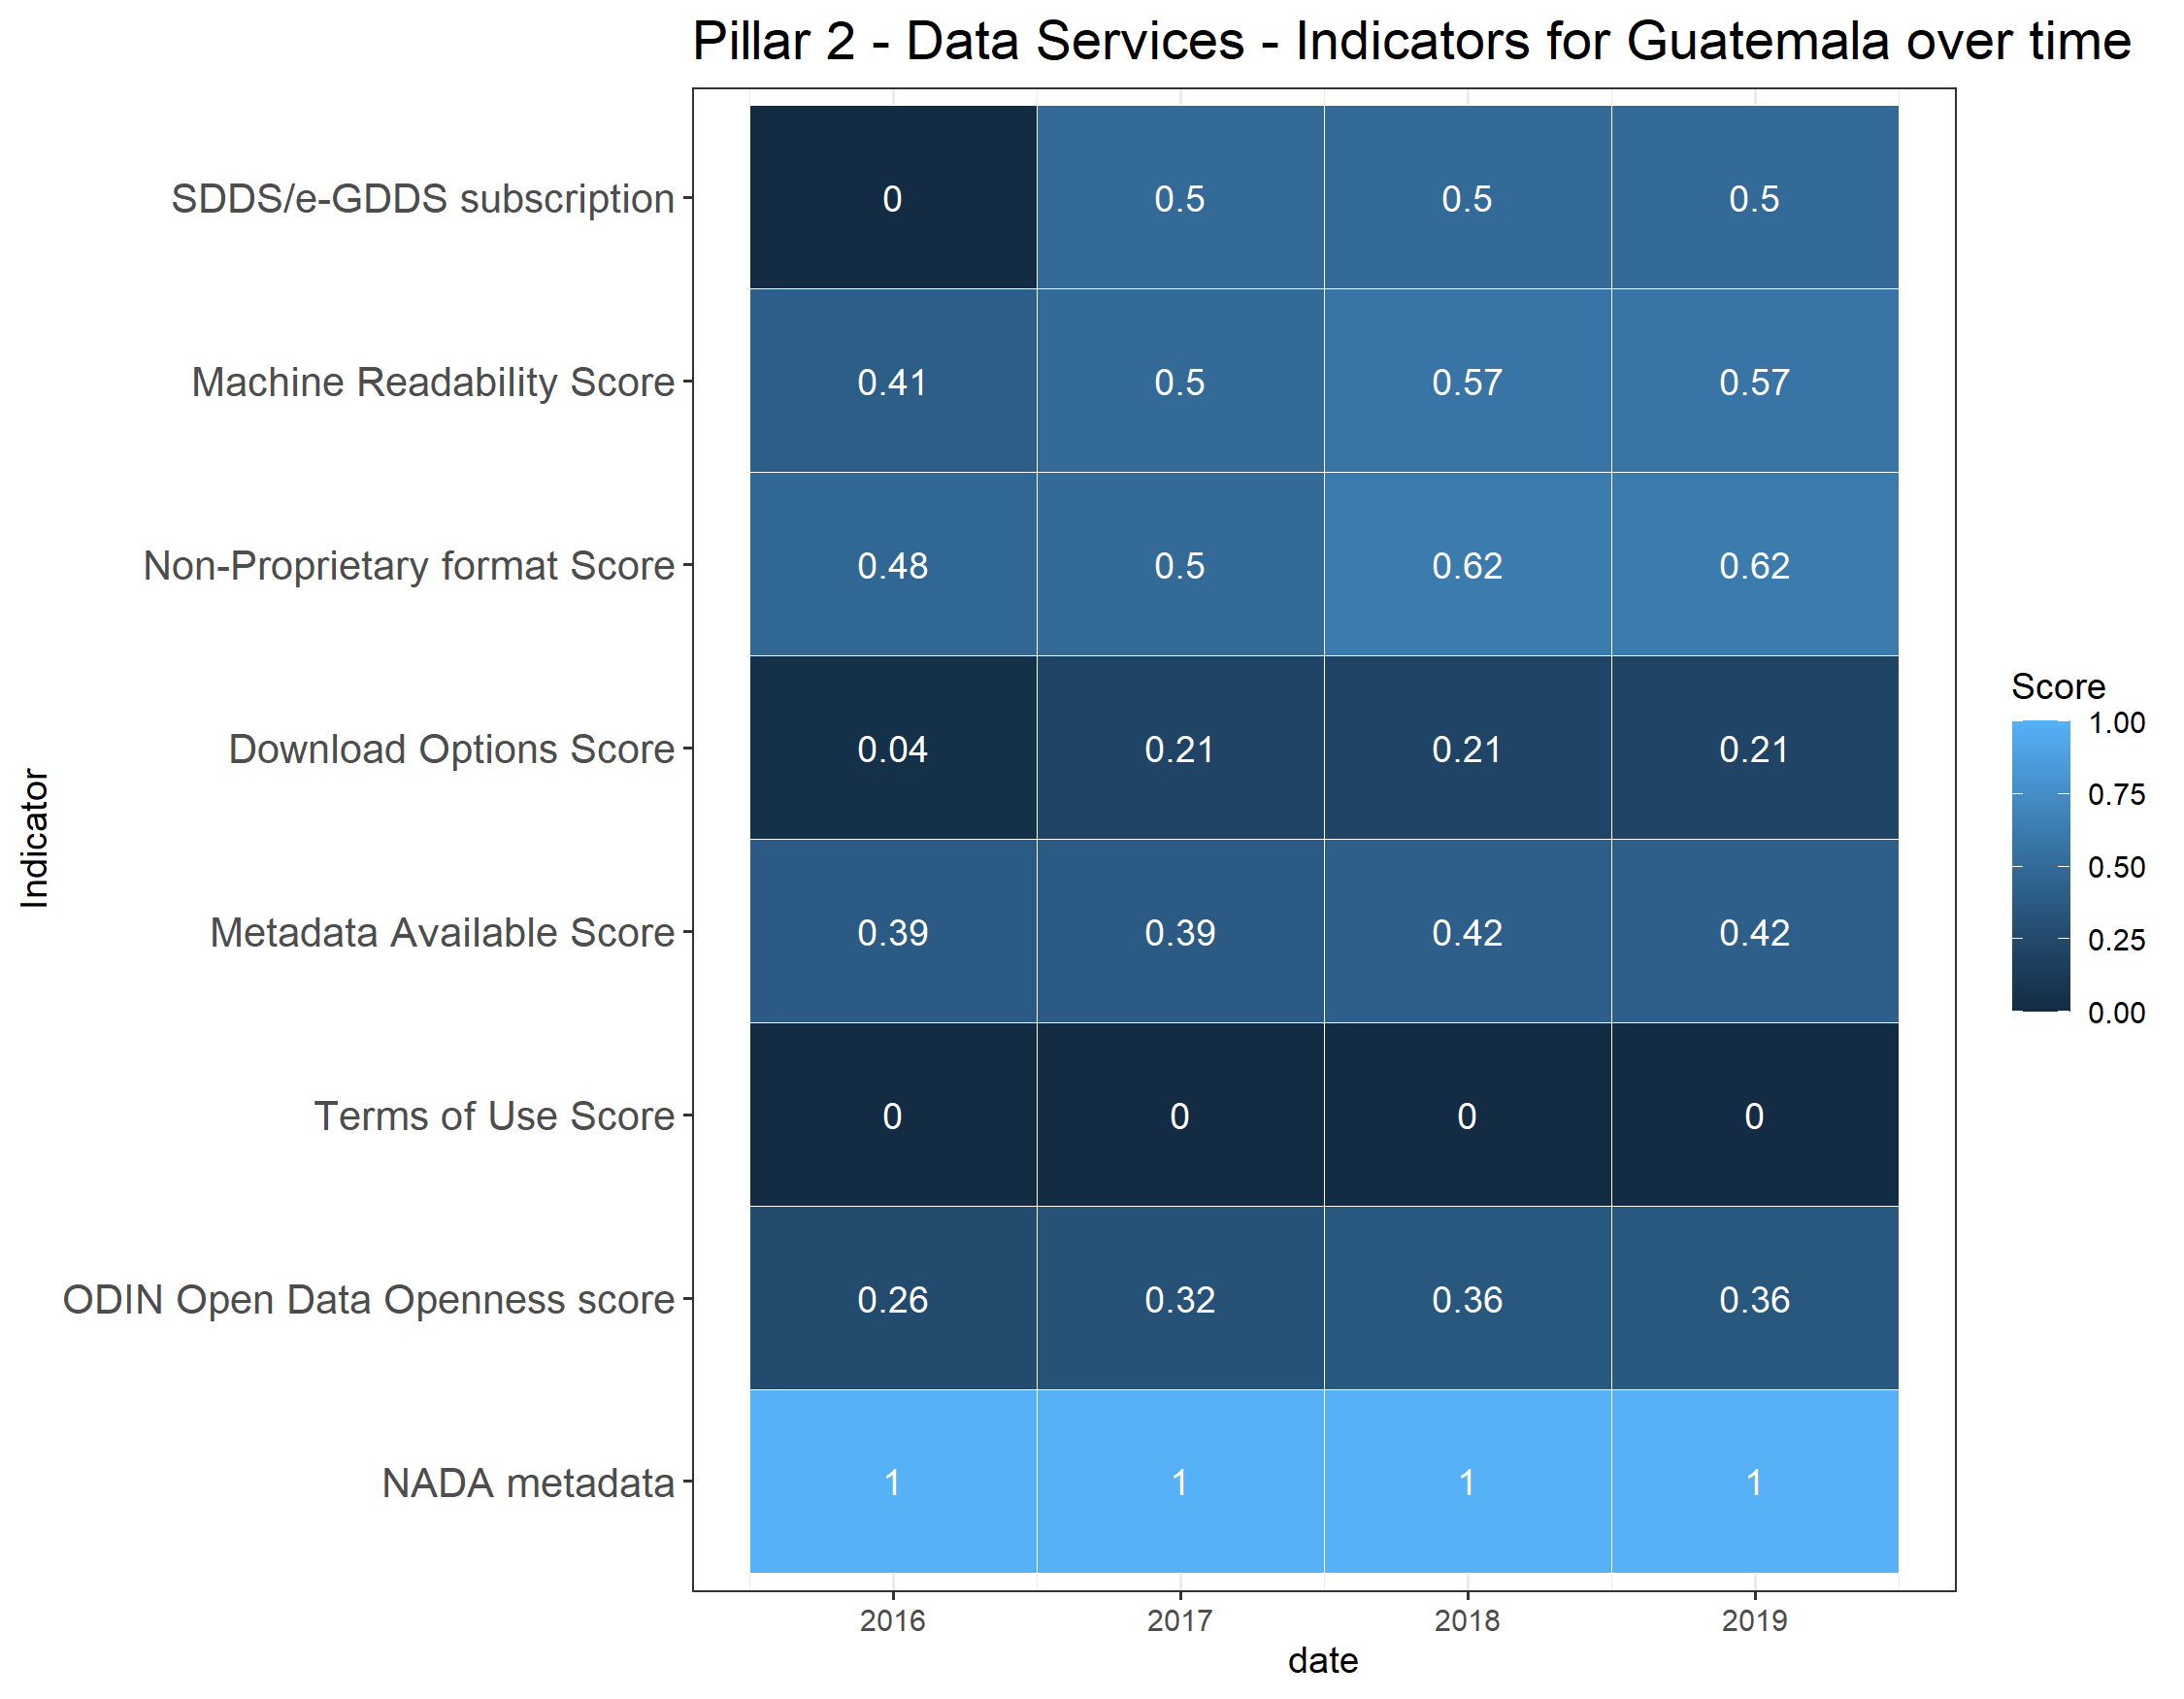 Pillar 2 - Data Services - Indicators for Guatemala over time
Indicator
SDDS/e-GDDS subscription 0 0.5 0.5 0.5
Machine Readability Score 0.41 0.5 0.57 0.57
Non-Proprietary format Score 0.48 0.5 0.62 0.62
Download Options Score 0.04 0.21 0.21 0.21
Metadata Available Score 0.39 0.39 0.42 0.42
Terms of Use Score 0 0 0 0
ODIN Open Data Openness score 0.26 0.32 0.36 0.36
NADA metadata 1 1 1 1
2016 2017 2018 2019
date
Score
1.00
0.75
0.50
0.25
0.00